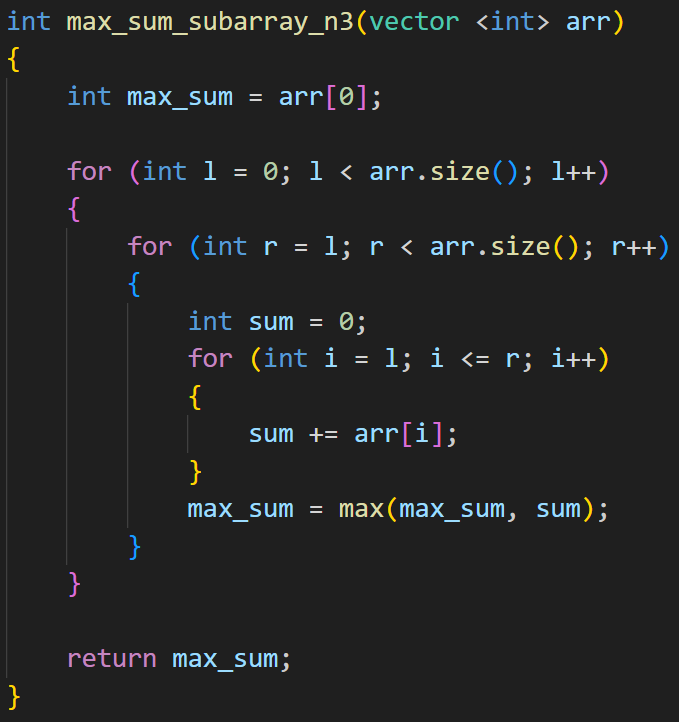 int max_sum_subarray_n3(vector <int> arr)
{
    int max_sum = arr[0];

    for (int l = 0; l < arr.size(); l++)
    {
        for (int r = l; r < arr.size(); r++)
        {
            int sum = 0;
            for (int i = l; i <= r; i++)
            {
                sum += arr[i];
            }
            max_sum = max(max_sum, sum);
        }
    }

    return max_sum;
}